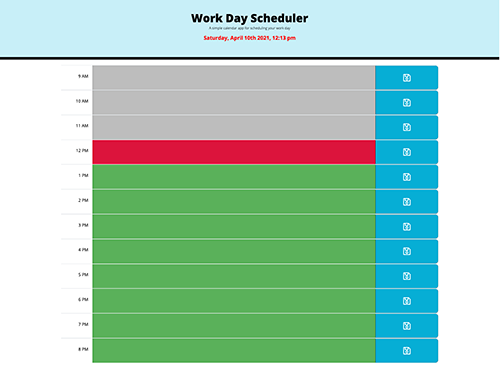 Work Day Scheduler
A simple calendar app for scheduling your work day
Saturday, April 10th 2021, 12:13 pm
9 AM
10 AM
11 AM
12 PM
1 PM
2 PM
3 PM
4 PM
5 PM
6 PM
7 PM
8 PM